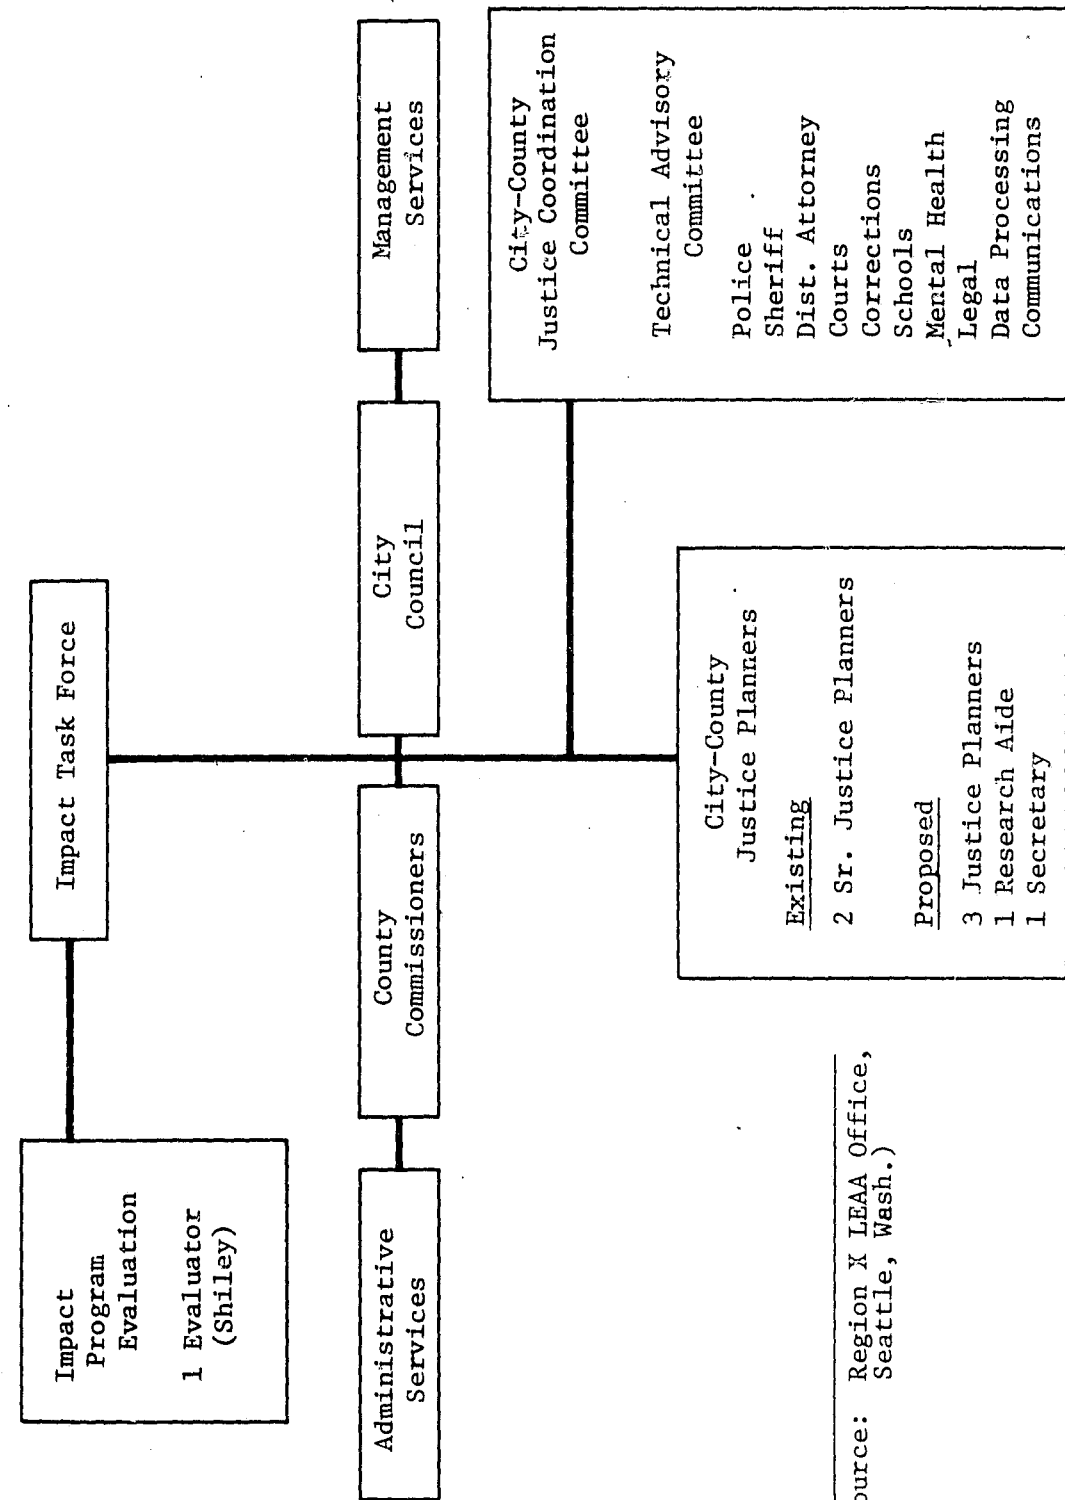 Impact Task Force
Impact
Program
Evaluation
1 Evaluator
(Shiley)
Administrative
Services
County
Commissioners
City
Council
Management
Services
City-County
Justice Coordination
Committee
Technical Advisory
Committee
Police
Sheriff
Dist. Attorney
Courts
Corrections
Schools
Mental Health
Legal
Data Processing
Communications
City-County
Justice Planners
Existing
2 Sr. Justice Planners
Proposed
3 Justice Planners
1 Research Aide
1 Secretary
ource: Region X LEAA Office,
Seattle, Wash.)